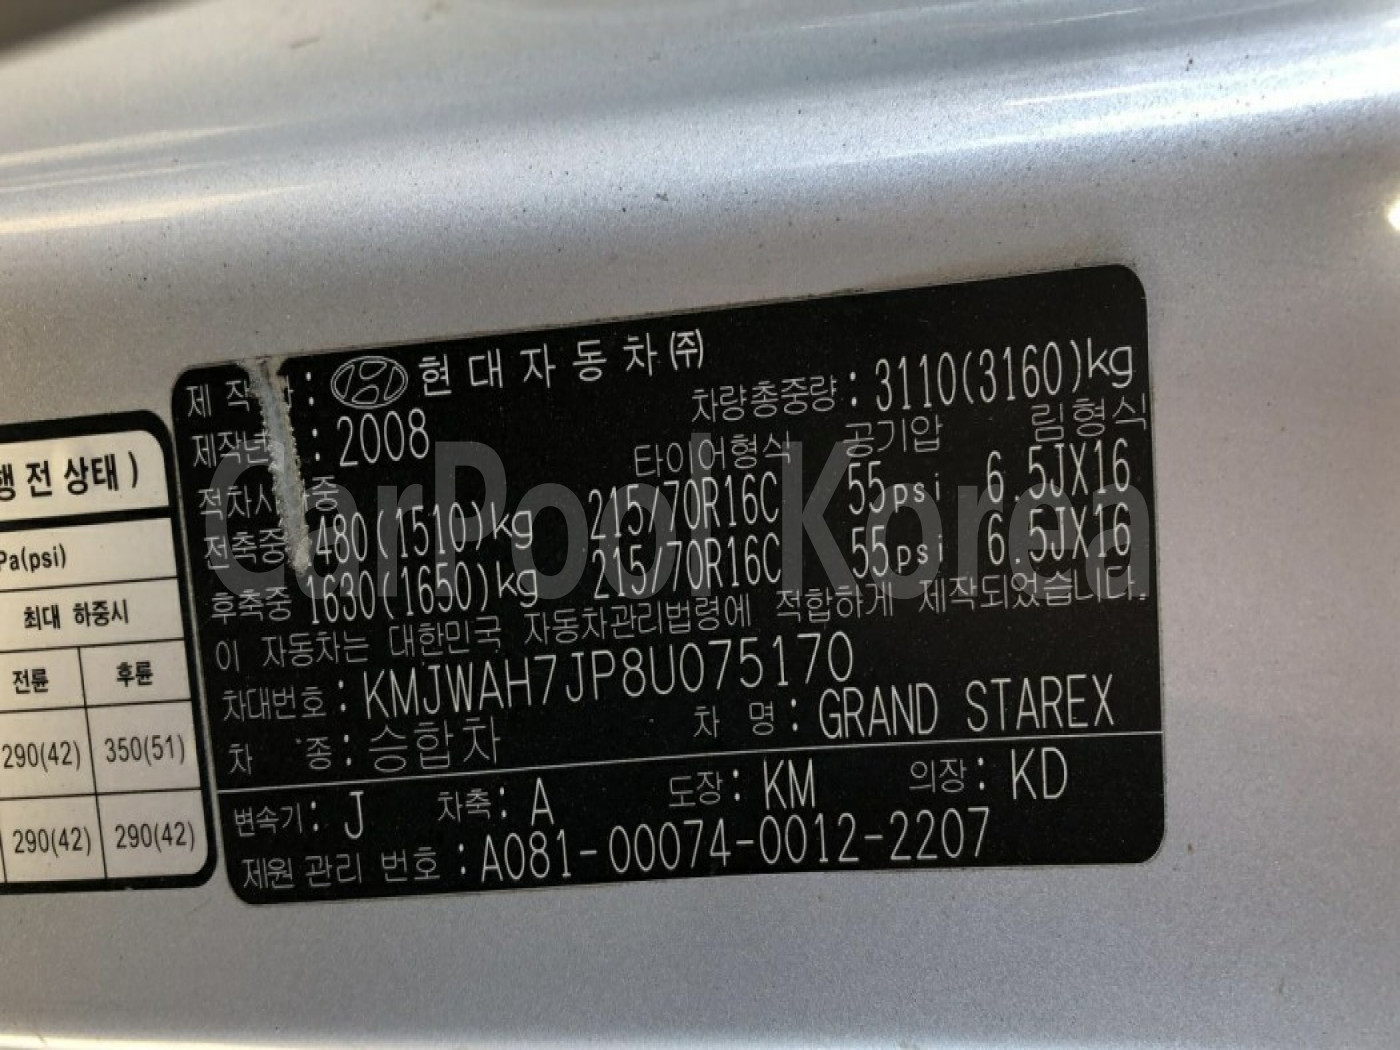 제 작 : 현대자동차㈜
제작년 : 2008 차량총중량 : 3110(3160)kg
적차시 중 타이어형식 공기압 림형식
전축중 480(1510)kg 215/70R16C 55psi 6.5JX16
후축중 1630(1650)kg 215/70R16C 55psi 6.5JX16
이 자동차는 대한민국 자동차관리법령에 적합하게 제작되었습니다.
차대번호 : KMJWAH7JP8U075170
차 종 : 승합차 차 명 : GRAND STAREX
변속기 : J 차축 : A 도장 : KM 의장 : KD
제원관리 번호 : A081-00074-0012-2207
전 상태)
Pa(psi)
최대 하중시
전륜 후륜
290(42) 350(51)
290(42) 290(42)
CarPool Korea